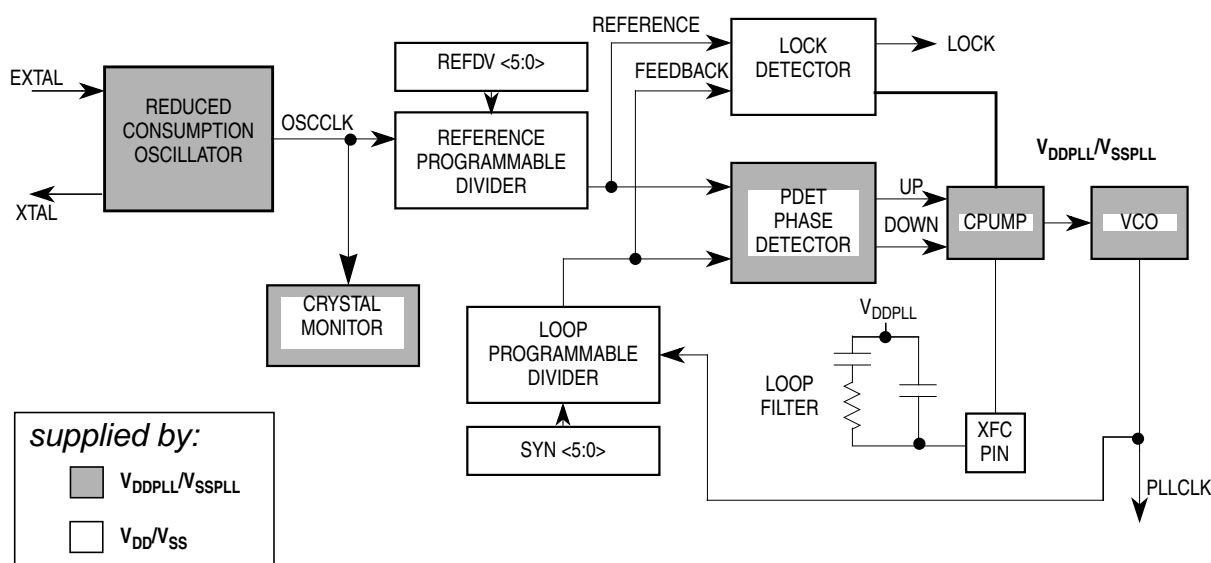 EXTAL
XTAL
REDUCED
CONSUMPTION
OSCILLATOR
OSCCLK
REFDV <5:0>
REFERENCE
PROGRAMMABLE
DIVIDER
CRYSTAL
MONITOR
REFERENCE
FEEDBACK
LOCK
DETECTOR
LOCK
PDET
PHASE
DETECTOR
UP
DOWN
VDDPLL/VSSPLL
CPUMP
VCO
LOOP
PROGRAMMABLE
DIVIDER
SYN <5:0>
VDDPLL
LOOP
FILTER
XFC
PIN
PLLCLK
supplied by:
VDDPLL/VSSPLL
VDD/VSS